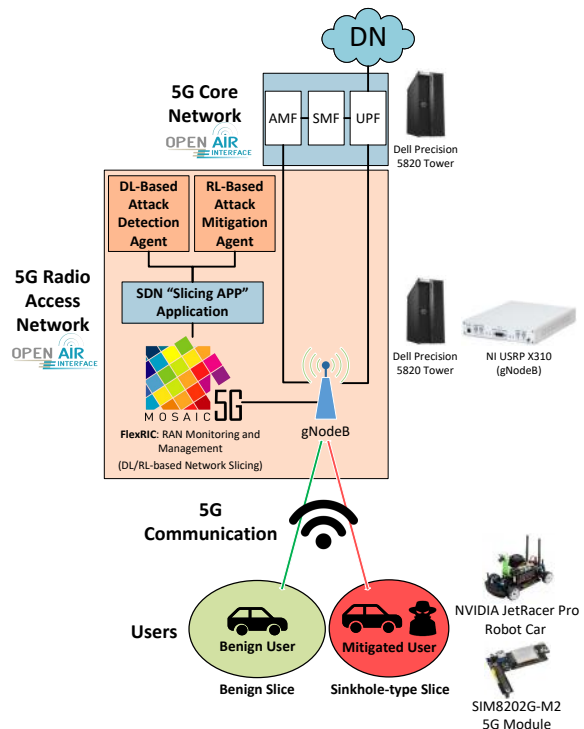 DN
5G Core
Network
OPEN AIR
INTERFACE
AMF
SMF
UPF
Dell Precision
5820 Tower
DL-Based
Attack
Detection
Agent
RL-Based
Attack
Mitigation
Agent
5G Radio
Access
Network
OPEN AIR
INTERFACE
SDN “Slicing APP”
Application
MOSAIC
5G
FlexRIC: RAN Monitoring and
Management
(DL/RL-based Network Slicing)
gNodeB
Dell Precision
5820 Tower
NI USRP X310
(gNodeB)
5G
Communication
Users
Benign User
Mitigated User
Benign Slice
Sinkhole-type Slice
NVIDIA JetRacer Pro
Robot Car
SIM8202G-M2
5G Module